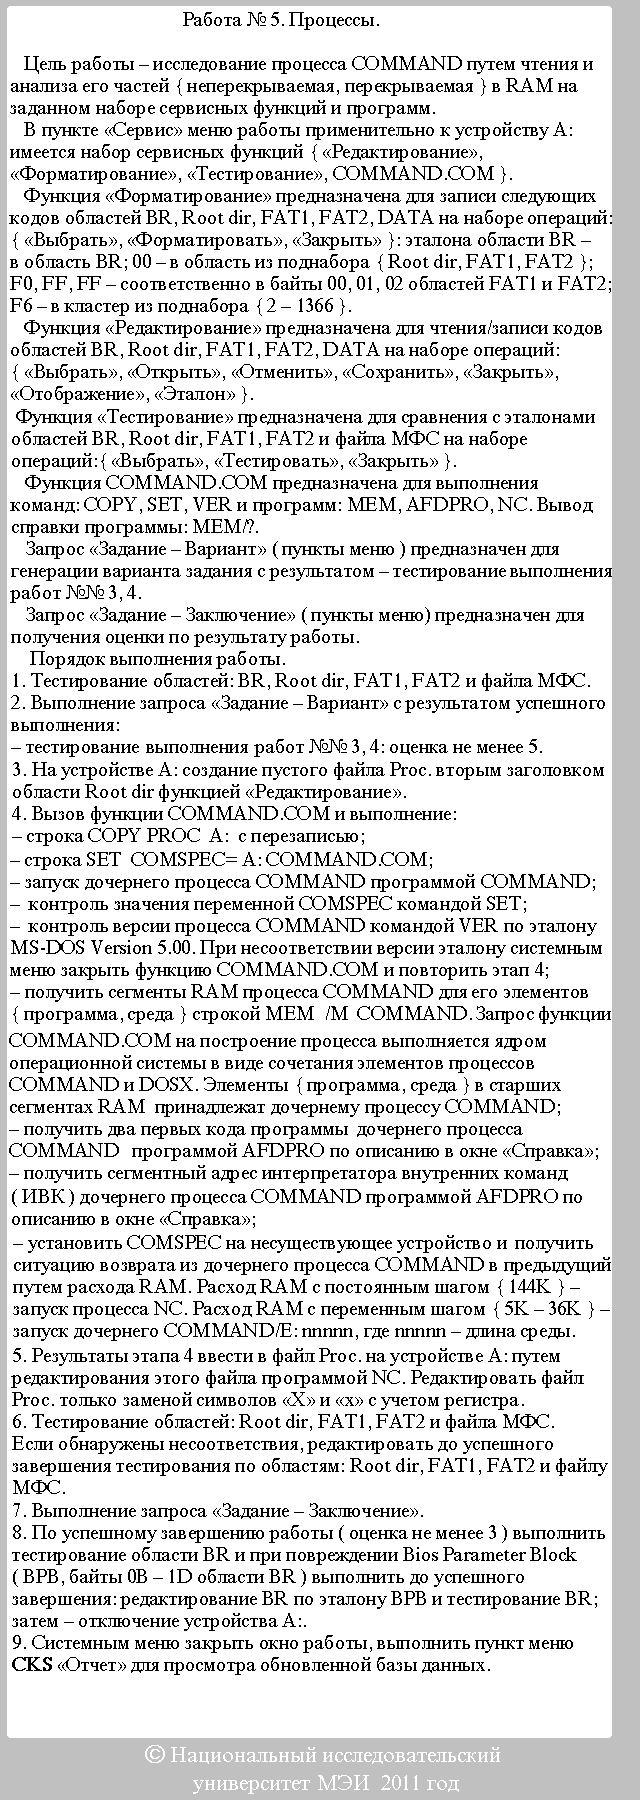 Работа № 5. Процессы.
Цель работы – исследование процесса COMMAND путем чтения и
анализа его частей { неперекрываемая, перекрываемая } в RAM на
заданном наборе сервисных функций и программ.
В пункте «Сервис» меню работы применительно к устройству A:
имеется набор сервисных функций { «Редактирование»,
«Форматирование», «Тестирование», COMMAND.COM }.
Функция «Форматирование» предназначена для записи следующих
кодов областей BR, Root dir, FAT1, FAT2, DATA на наборе операций:
{ «Выбрать», «Форматировать», «Закрыть» }: эталона области BR –
в область BR; 00 – в область из поднабора { Root dir, FAT1, FAT2 };
F0, FF, FF – соответственно в байты 00, 01, 02 областей FAT1 и FAT2;
F6 – в кластер из поднабора { 2 – 1366 }.
Функция «Редактирование» предназначена для чтения/записи кодов
областей BR, Root dir, FAT1, FAT2, DATA на наборе операций:
{ «Выбрать», «Открыть», «Отменить», «Сохранить», «Закрыть»,
«Отображение», «Эталон» }.
Функция «Тестирование» предназначена для сравнения с эталонами
областей BR, Root dir, FAT1, FAT2 и файла МФС на наборе
операций:{ «Выбрать», «Тестировать», «Закрыть» }.
Функция COMMAND.COM предназначена для выполнения
команд: COPY, SET, VER и программ: MEM, AFDPRO, NC. Вывод
справки программы: MEM/?.
Запрос «Задание – Вариант» ( пункты меню ) предназначен для
генерации варианта задания с результатом – тестирование выполнения
работ №№ 3, 4.
Запрос «Задание – Заключение» ( пункты меню) предназначен для
получения оценки по результату работы.
Порядок выполнения работы.
1. Тестирование областей: BR, Root dir, FAT1, FAT2 и файла МФС.
2. Выполнение запроса «Задание – Вариант» с результатом успешного
выполнения:
– тестирование выполнения работ №№ 3, 4: оценка не менее 5.
3. На устройстве A: создание пустого файла Proc. вторым заголовком
области Root dir функцией «Редактирование».
4. Вызов функции COMMAND.COM и выполнение:
– строка COPY PROC A: с перезаписью;
– строка SET COMSPEC= A: COMMAND.COM;
– запуск дочернего процесса COMMAND программой COMMAND;
– контроль значения переменной COMSPEC командой SET;
– контроль версии процесса COMMAND командой VER по эталону
MS-DOS Version 5.00. При несоответствии версии эталону системным
меню закрыть функцию COMMAND.COM и повторить этап 4;
– получить сегменты RAM процесса COMMAND для его элементов
{ программа, среда } строкой MEM /M COMMAND. Запрос функции
COMMAND.COM на построение процесса выполняется ядром
операционной системы в виде сочетания элементов процессов
COMMAND и DOSX. Элементы { программа, среда } в старших
сегментах RAM принадлежат дочернему процессу COMMAND;
– получить два первых кода программы дочернего процесса
COMMAND программой AFDPRO по описанию в окне «Справка»;
– получить сегментный адрес интерпретатора внутренних команд
( ИВК ) дочернего процесса COMMAND программой AFDPRO по
описанию в окне «Справка»;
– установить COMSPEC на несуществующее устройство и получить
ситуацию возврата из дочернего процесса COMMAND в предыдущий
путем расхода RAM. Расход RAM с постоянным шагом { 144K } –
запуск процесса NC. Расход RAM с переменным шагом { 5K – 36K } –
запуск дочернего COMMAND/E: nnnnn, где nnnnn – длина среды.
5. Результаты этапа 4 ввести в файл Proc. на устройстве A: путем
редактирования этого файла программой NC. Редактировать файл
Proc. только заменой символов «X» и «x» с учетом регистра.
6. Тестирование областей: Root dir, FAT1, FAT2 и файла МФС.
Если обнаружены несоответствия, редактировать до успешного
завершения тестирования по областям: Root dir, FAT1, FAT2 и файлу
МФС.
7. Выполнение запроса «Задание – Заключение».
8. По успешному завершению работы ( оценка не менее 3 ) выполнить
тестирование области BR и при повреждении Bios Parameter Block
( BPB, байты 0B – 1D области BR ) выполнить до успешного
завершения: редактирование BR по эталону BPB и тестирование BR;
затем – отключение устройства A:.
9. Системным меню закрыть окно работы, выполнить пункт меню
CKS «Отчет» для просмотра обновленной базы данных.
© Национальный исследовательский
университет МЭИ 2011 год